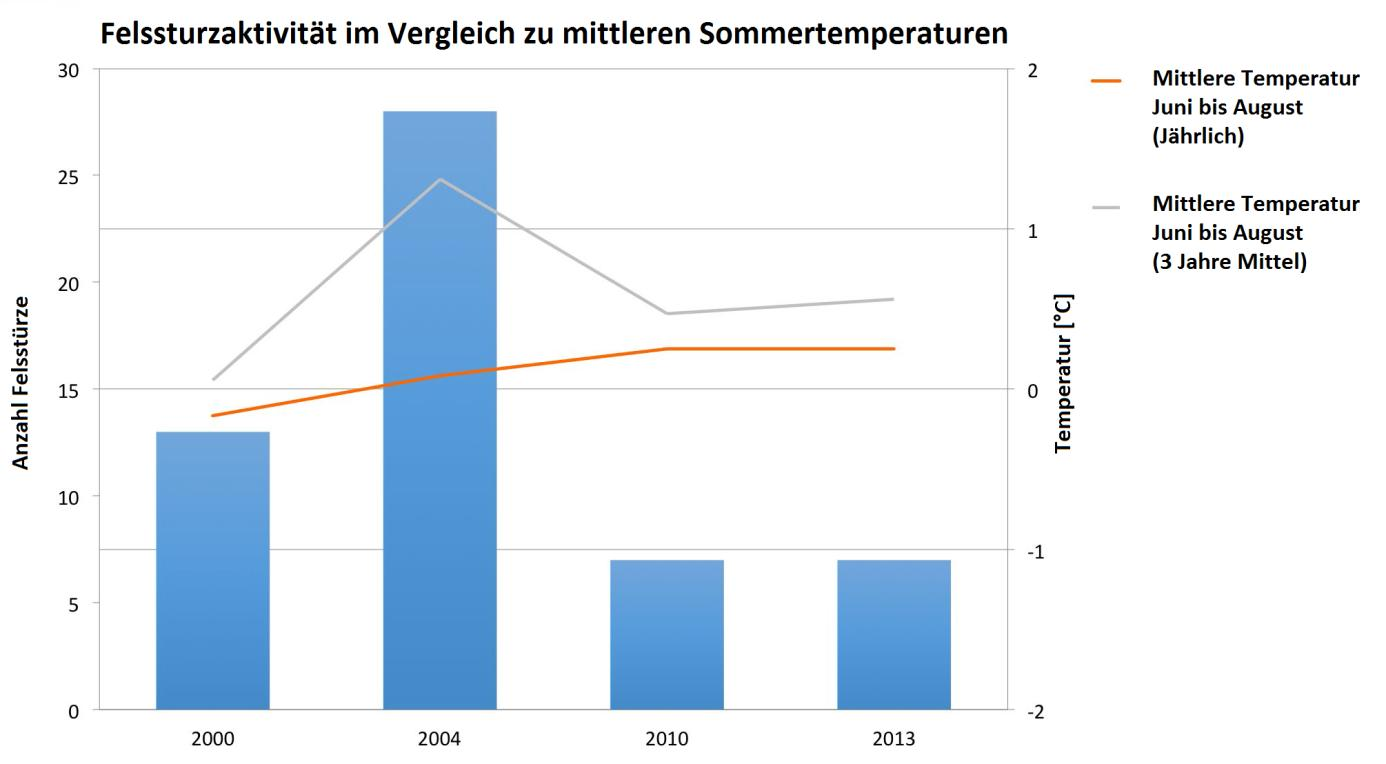 Felssturzaktivität im Vergleich zu mittleren Sommertemperaturen
30
25
20
15
10
5
0
Anzahl Felsstürze
2
1
0
-1
-2
Temperatur [°C]
2000
2004
2010
2013
Mittlere Temperatur
Juni bis August
(Jährlich)
Mittlere Temperatur
Juni bis August
(3 Jahre Mittel)